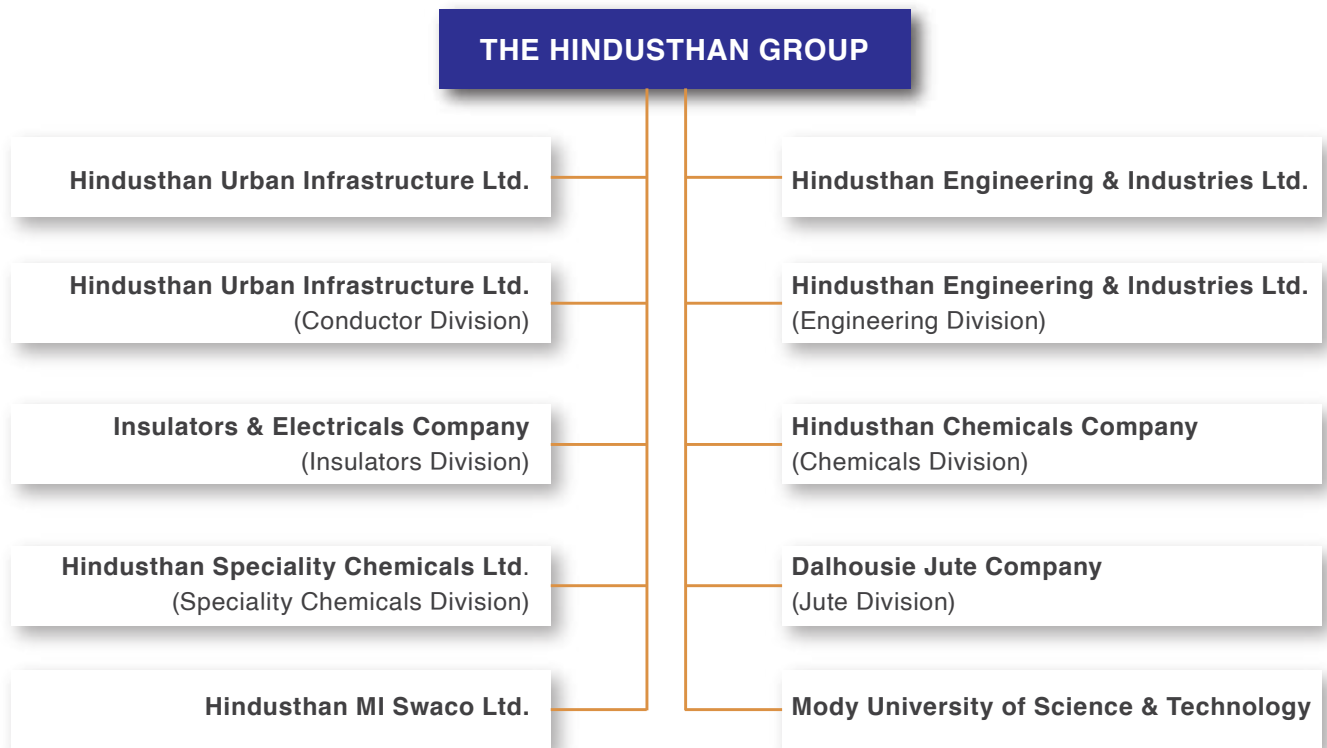 THE HINDUSTHAN GROUP
Hindusthan Urban Infrastructure Ltd.
Hindusthan Urban Infrastructure Ltd.
(Conductor Division)
Insulators & Electricals Company
(Insulators Division)
Hindusthan Speciality Chemicals Ltd.
(Speciality Chemicals Division)
Hindusthan MI Swaco Ltd.
Hindusthan Engineering & Industries Ltd.
Hindusthan Engineering & Industries Ltd.
(Engineering Division)
Hindusthan Chemicals Company
(Chemicals Division)
Dalhousie Jute Company
(Jute Division)
Mody University of Science & Technology